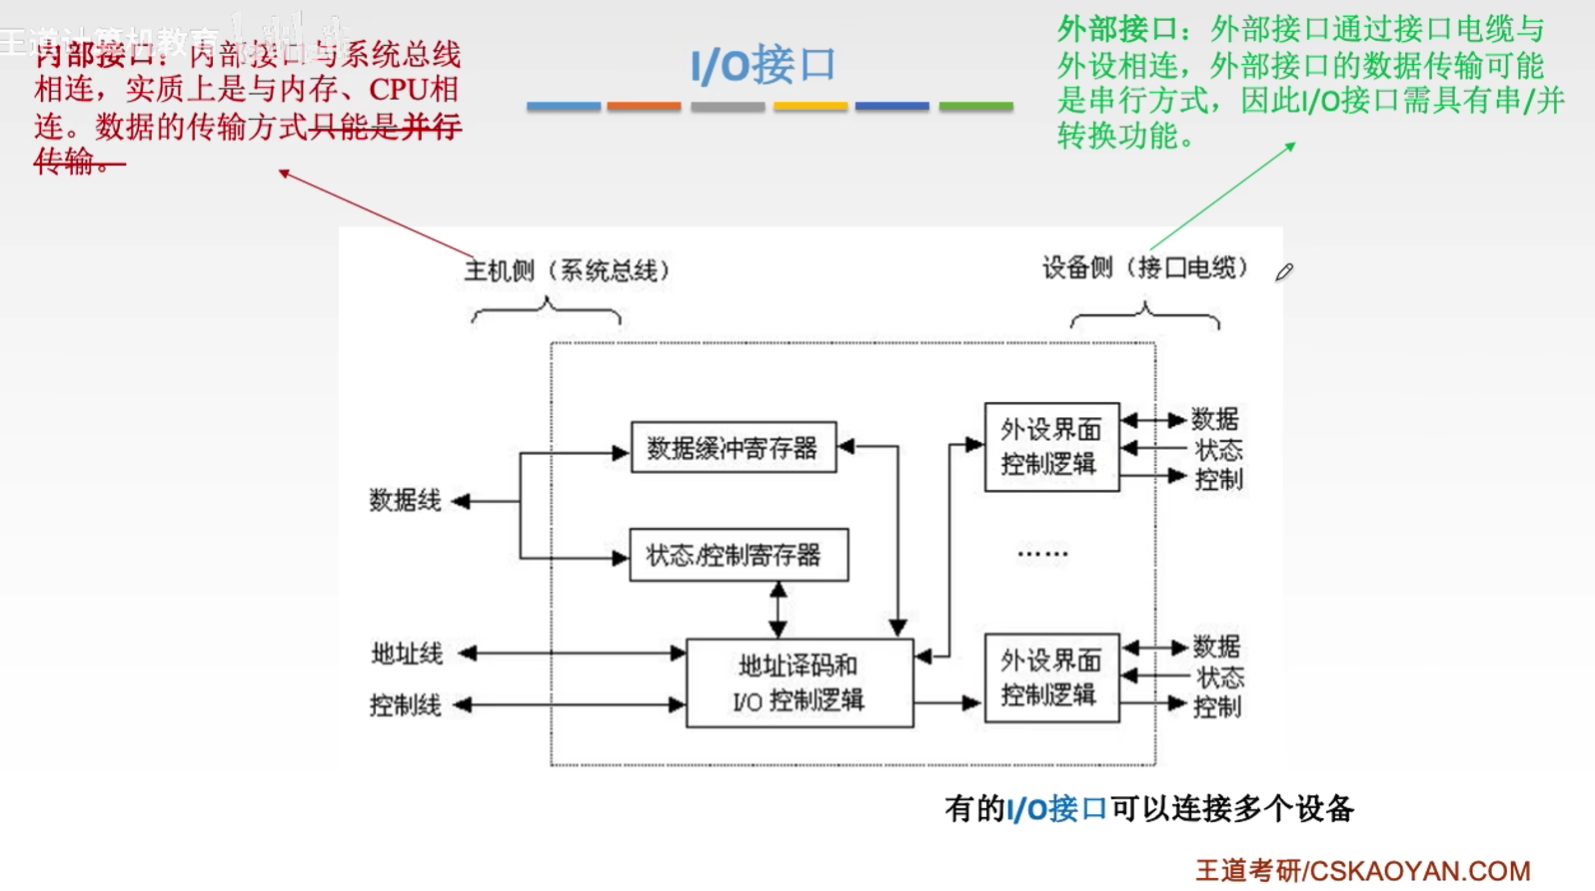 王道计算机教育
I/O接口
内部接口：内部接口与系统总线
相连，实质上是与内存、CPU相
连。数据的传输方式只能是并行
传输。
外部接口：外部接口通过接口电缆与
外设相连，外部接口的数据传输可能
是串行方式，因此I/O接口需具有串/并
转换功能。
主机侧（系统总线）
设备侧（接口电缆）
数据缓冲寄存器
外设界面
控制逻辑
数据
状态
控制
数据线
状态/控制寄存器
……
地址线
控制线
地址译码和
I/O 控制逻辑
外设界面
控制逻辑
数据
状态
控制
有的I/O接口可以连接多个设备
王道考研/CSKAOYAN.COM